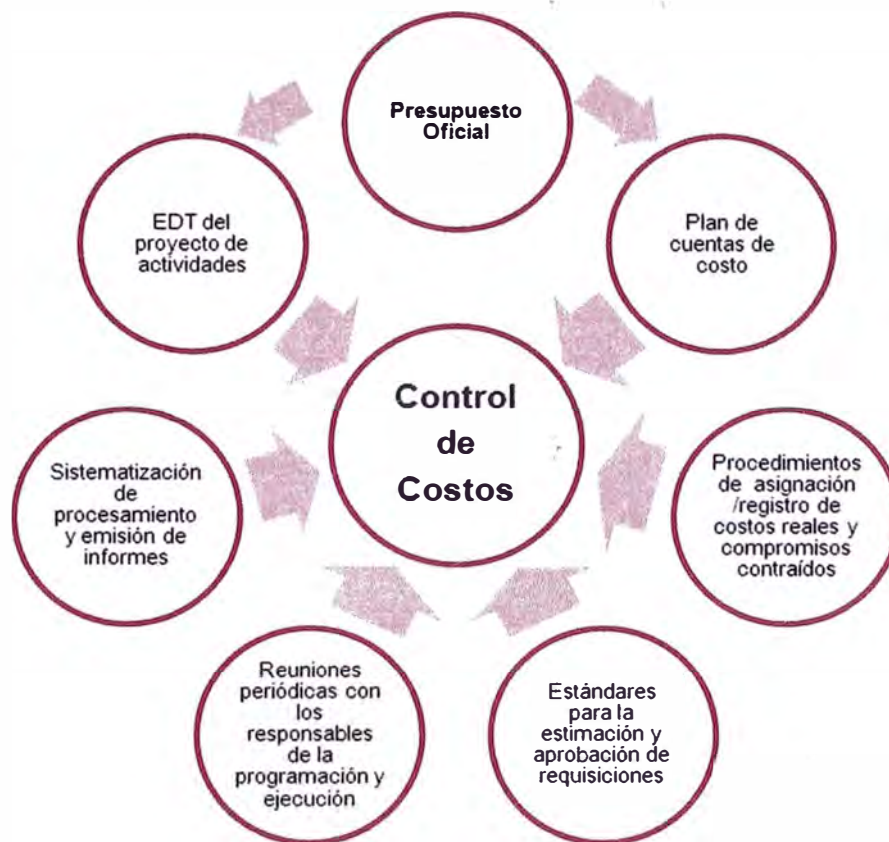 Presupuesto
Oficial
EDT del
proyecto de
actividades
Plan de
cuentas de
costo
Control
de
Costos
Sistematización
de
procesamiento
y emisión de
informes
Procedimientos
de asignación
/registro de
costos reales y
compromisos
contraídos
Reuniones
periódicas con
los
responsables
de la
programación y
ejecución
Estándares
para la
estimación y
aprobación de
requisiciones